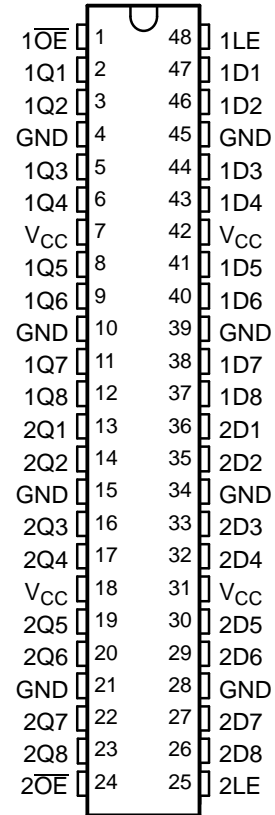 1O̅E̅ 1 48 1LE
1Q1 2 47 1D1
1Q2 3 46 1D2
GND 4 45 GND
1Q3 5 44 1D3
1Q4 6 43 1D4
VCC 7 42 VCC
1Q5 8 41 1D5
1Q6 9 40 1D6
GND 10 39 GND
1Q7 11 38 1D7
1Q8 12 37 1D8
2Q1 13 36 2D1
2Q2 14 35 2D2
GND 15 34 GND
2Q3 16 33 2D3
2Q4 17 32 2D4
VCC 18 31 VCC
2Q5 19 30 2D5
2Q6 20 29 2D6
GND 21 28 GND
2Q7 22 27 2D7
2Q8 23 26 2D8
2O̅E̅ 24 25 2LE